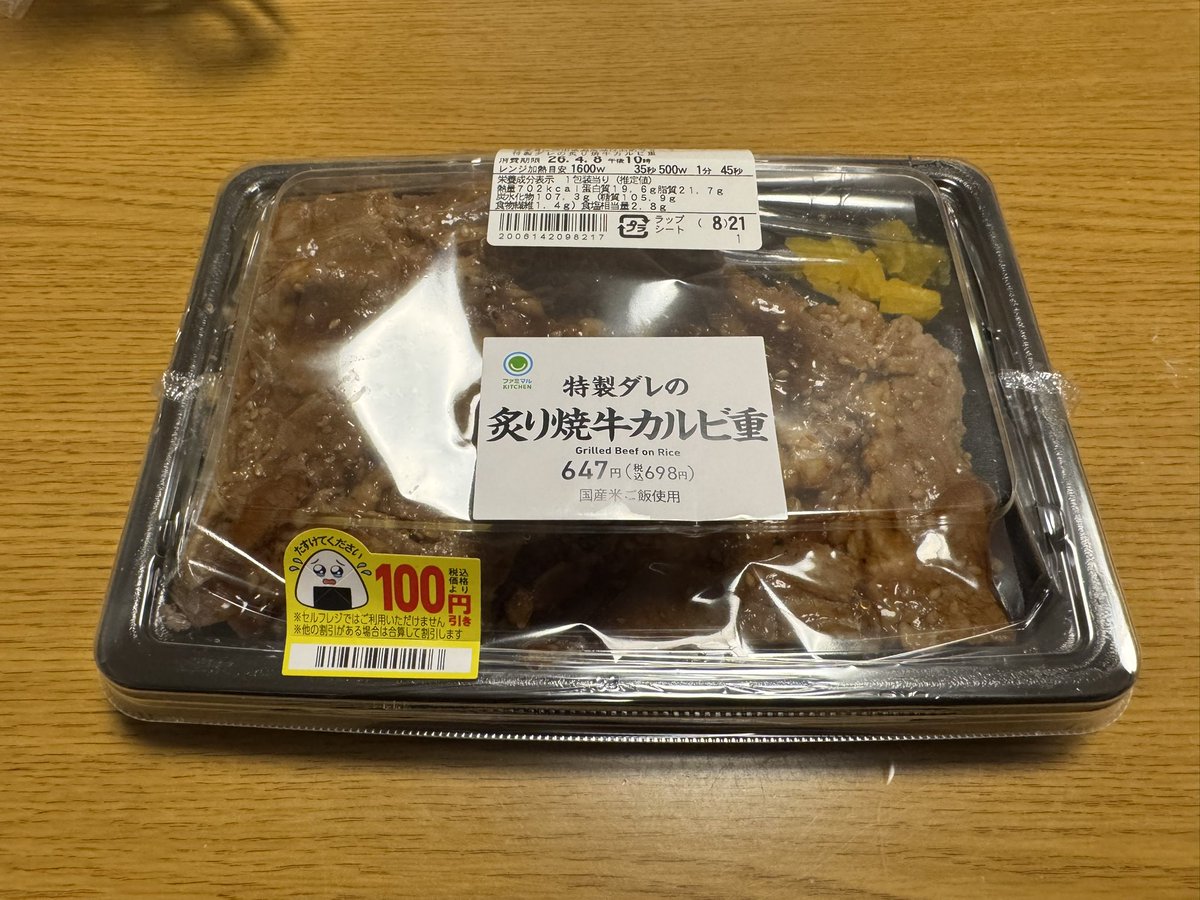 特製ダレの炙り焼牛カルビ重
消費期限 26.4.8 午後10時
レンジ加熱目安 1600W 35秒 500W 1分 45秒
栄養成分表示 1包装当り (推定値)
熱量702kcal 蛋白質19.6g 脂質21.7g
炭水化物107.3g (糖質105.9g
食物繊維1.4g) 食塩相当量2.8g
2006142096217
プラ
ラップ
シート
(8)21
1
ファミマル
KITCHEN
特製ダレの
炙り焼牛カルビ重
Grilled Beef on Rice
647円(税込698円)
国産米ご飯使用
たすけてください
税込価格より
100円引き
※セルフレジではご利用いただけません
※他の割引がある場合は合算して割引します